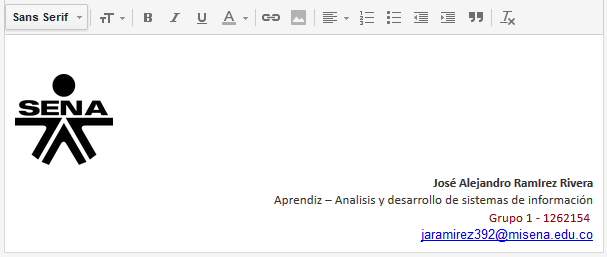 Sans Serif
SENA
José Alejandro RamIrez Rivera
Aprendiz – Analisis y desarrollo de sistemas de información
Grupo 1 - 1262154
jaramirez392@misena.edu.co